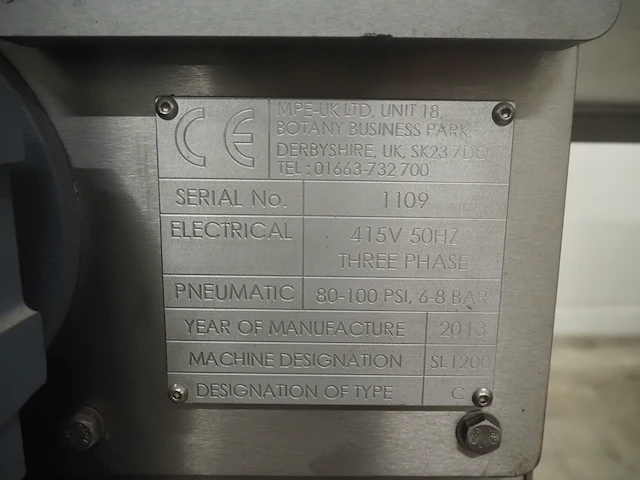 CE
MPE-UK LTD, UNIT 18,
BOTANY BUSINESS PARK,
DERBYSHIRE, UK, SK23 7DQ
TEL: 01663-732 700
SERIAL No. 1109
ELECTRICAL 415V 50HZ
THREE PHASE
PNEUMATIC 80-100 PSI, 6-8 BAR
YEAR OF MANUFACTURE 2013
MACHINE DESIGNATION SL1200
DESIGNATION OF TYPE C